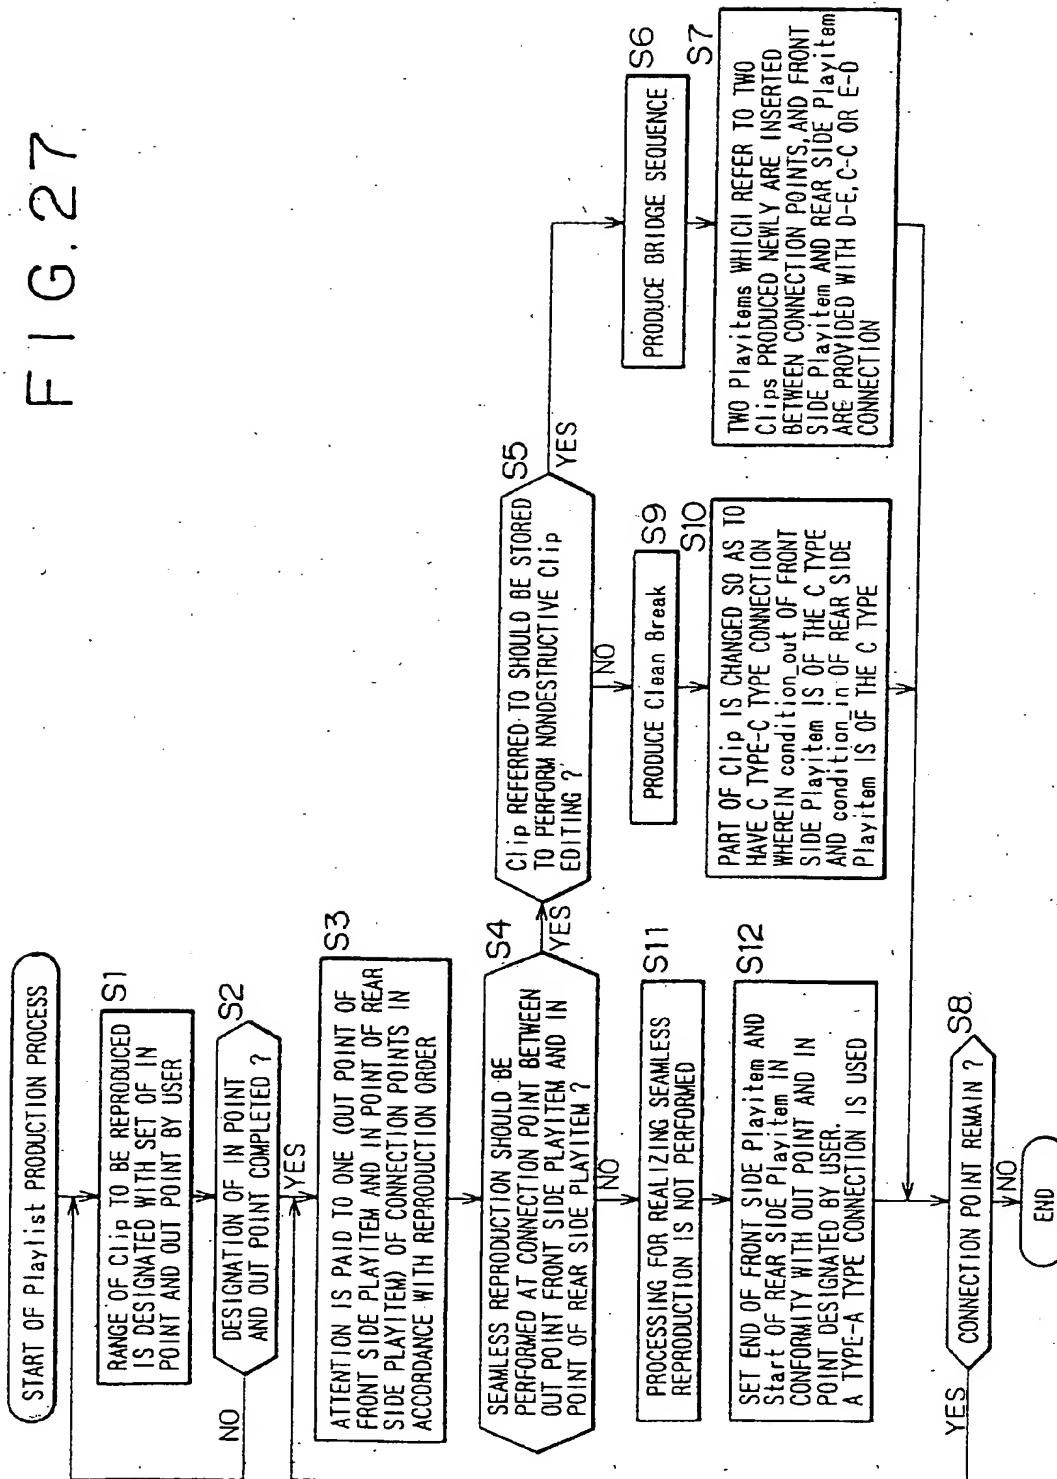 FIG.27
START OF Playlist PRODUCTION PROCESS
S1
RANGE OF Clip TO BE REPRODUCED
IS DESIGNATED WITH SET OF IN
POINT AND OUT POINT BY USER
S2
DESIGNATION OF IN POINT
AND OUT POINT COMPLETED ?
NO
YES
S3
ATTENTION IS PAID TO ONE (OUT POINT OF
FRONT SIDE PLAYITEM AND IN POINT OF REAR
SIDE PLAYITEM) OF CONNECTION POINTS IN
ACCORDANCE WITH REPRODUCTION ORDER
S4
SEAMLESS REPRODUCTION SHOULD BE
PERFORMED AT CONNECTION POINT BETWEEN
OUT POINT FRONT SIDE PLAYITEM AND IN
POINT OF REAR SIDE PLAYITEM ?
YES
NO
S5
Clip REFERRED TO SHOULD BE STORED
TO PERFORM NONDESTRUCTIVE Clip
EDITING ?
YES
NO
S6
PRODUCE BRIDGE SEQUENCE
S7
TWO Playitems WHICH REFER TO TWO
Clips PRODUCED NEWLY ARE INSERTED
BETWEEN CONNECTION POINTS, AND FRONT
SIDE Playitem AND REAR SIDE Playitem
ARE PROVIDED WITH D-E, C-C OR E-D
CONNECTION
S9
PRODUCE Clean Break
S10
PART OF Clip IS CHANGED SO AS TO
HAVE C TYPE-C TYPE CONNECTION
WHEREIN condition_out OF FRONT
SIDE Playitem IS OF THE C TYPE
AND condition_in OF REAR SIDE
Playitem IS OF THE C TYPE
S11
PROCESSING FOR REALIZING SEAMLESS
REPRODUCTION IS NOT PERFORMED
S12
SET END OF FRONT SIDE Playitem AND
Start OF REAR SIDE Playitem IN
CONFORMITY WITH OUT POINT AND IN
POINT DESIGNATED BY USER.
A TYPE-A TYPE CONNECTION IS USED
S8
CONNECTION POINT REMAIN ?
YES
NO
END